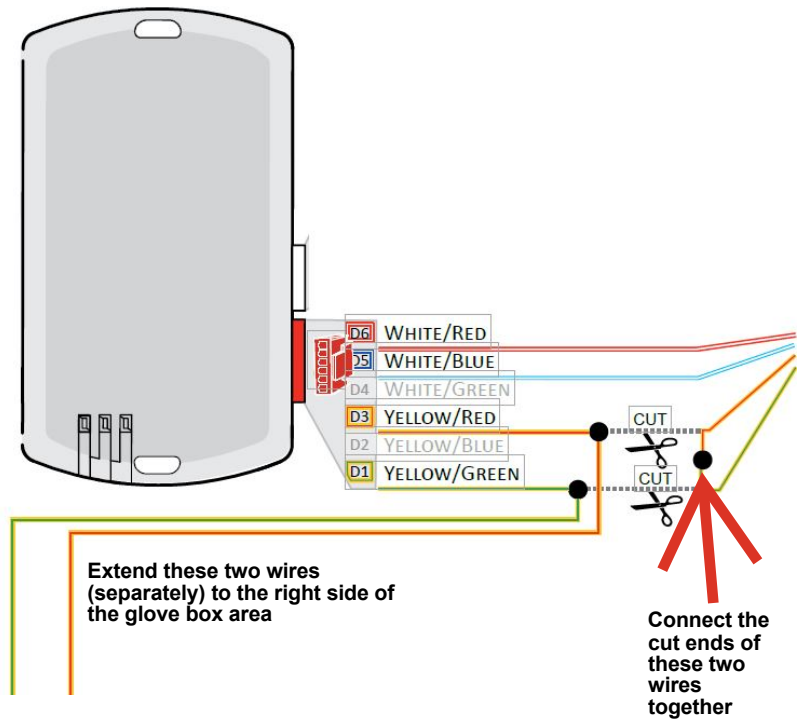 D6 WHITE/RED
D5 WHITE/BLUE
D4 WHITE/GREEN
D3 YELLOW/RED
CUT
D2 YELLOW/BLUE
D1 YELLOW/GREEN
CUT
Extend these two wires
(separately) to the right side of
the glove box area
Connect the
cut ends of
these two
wires
together